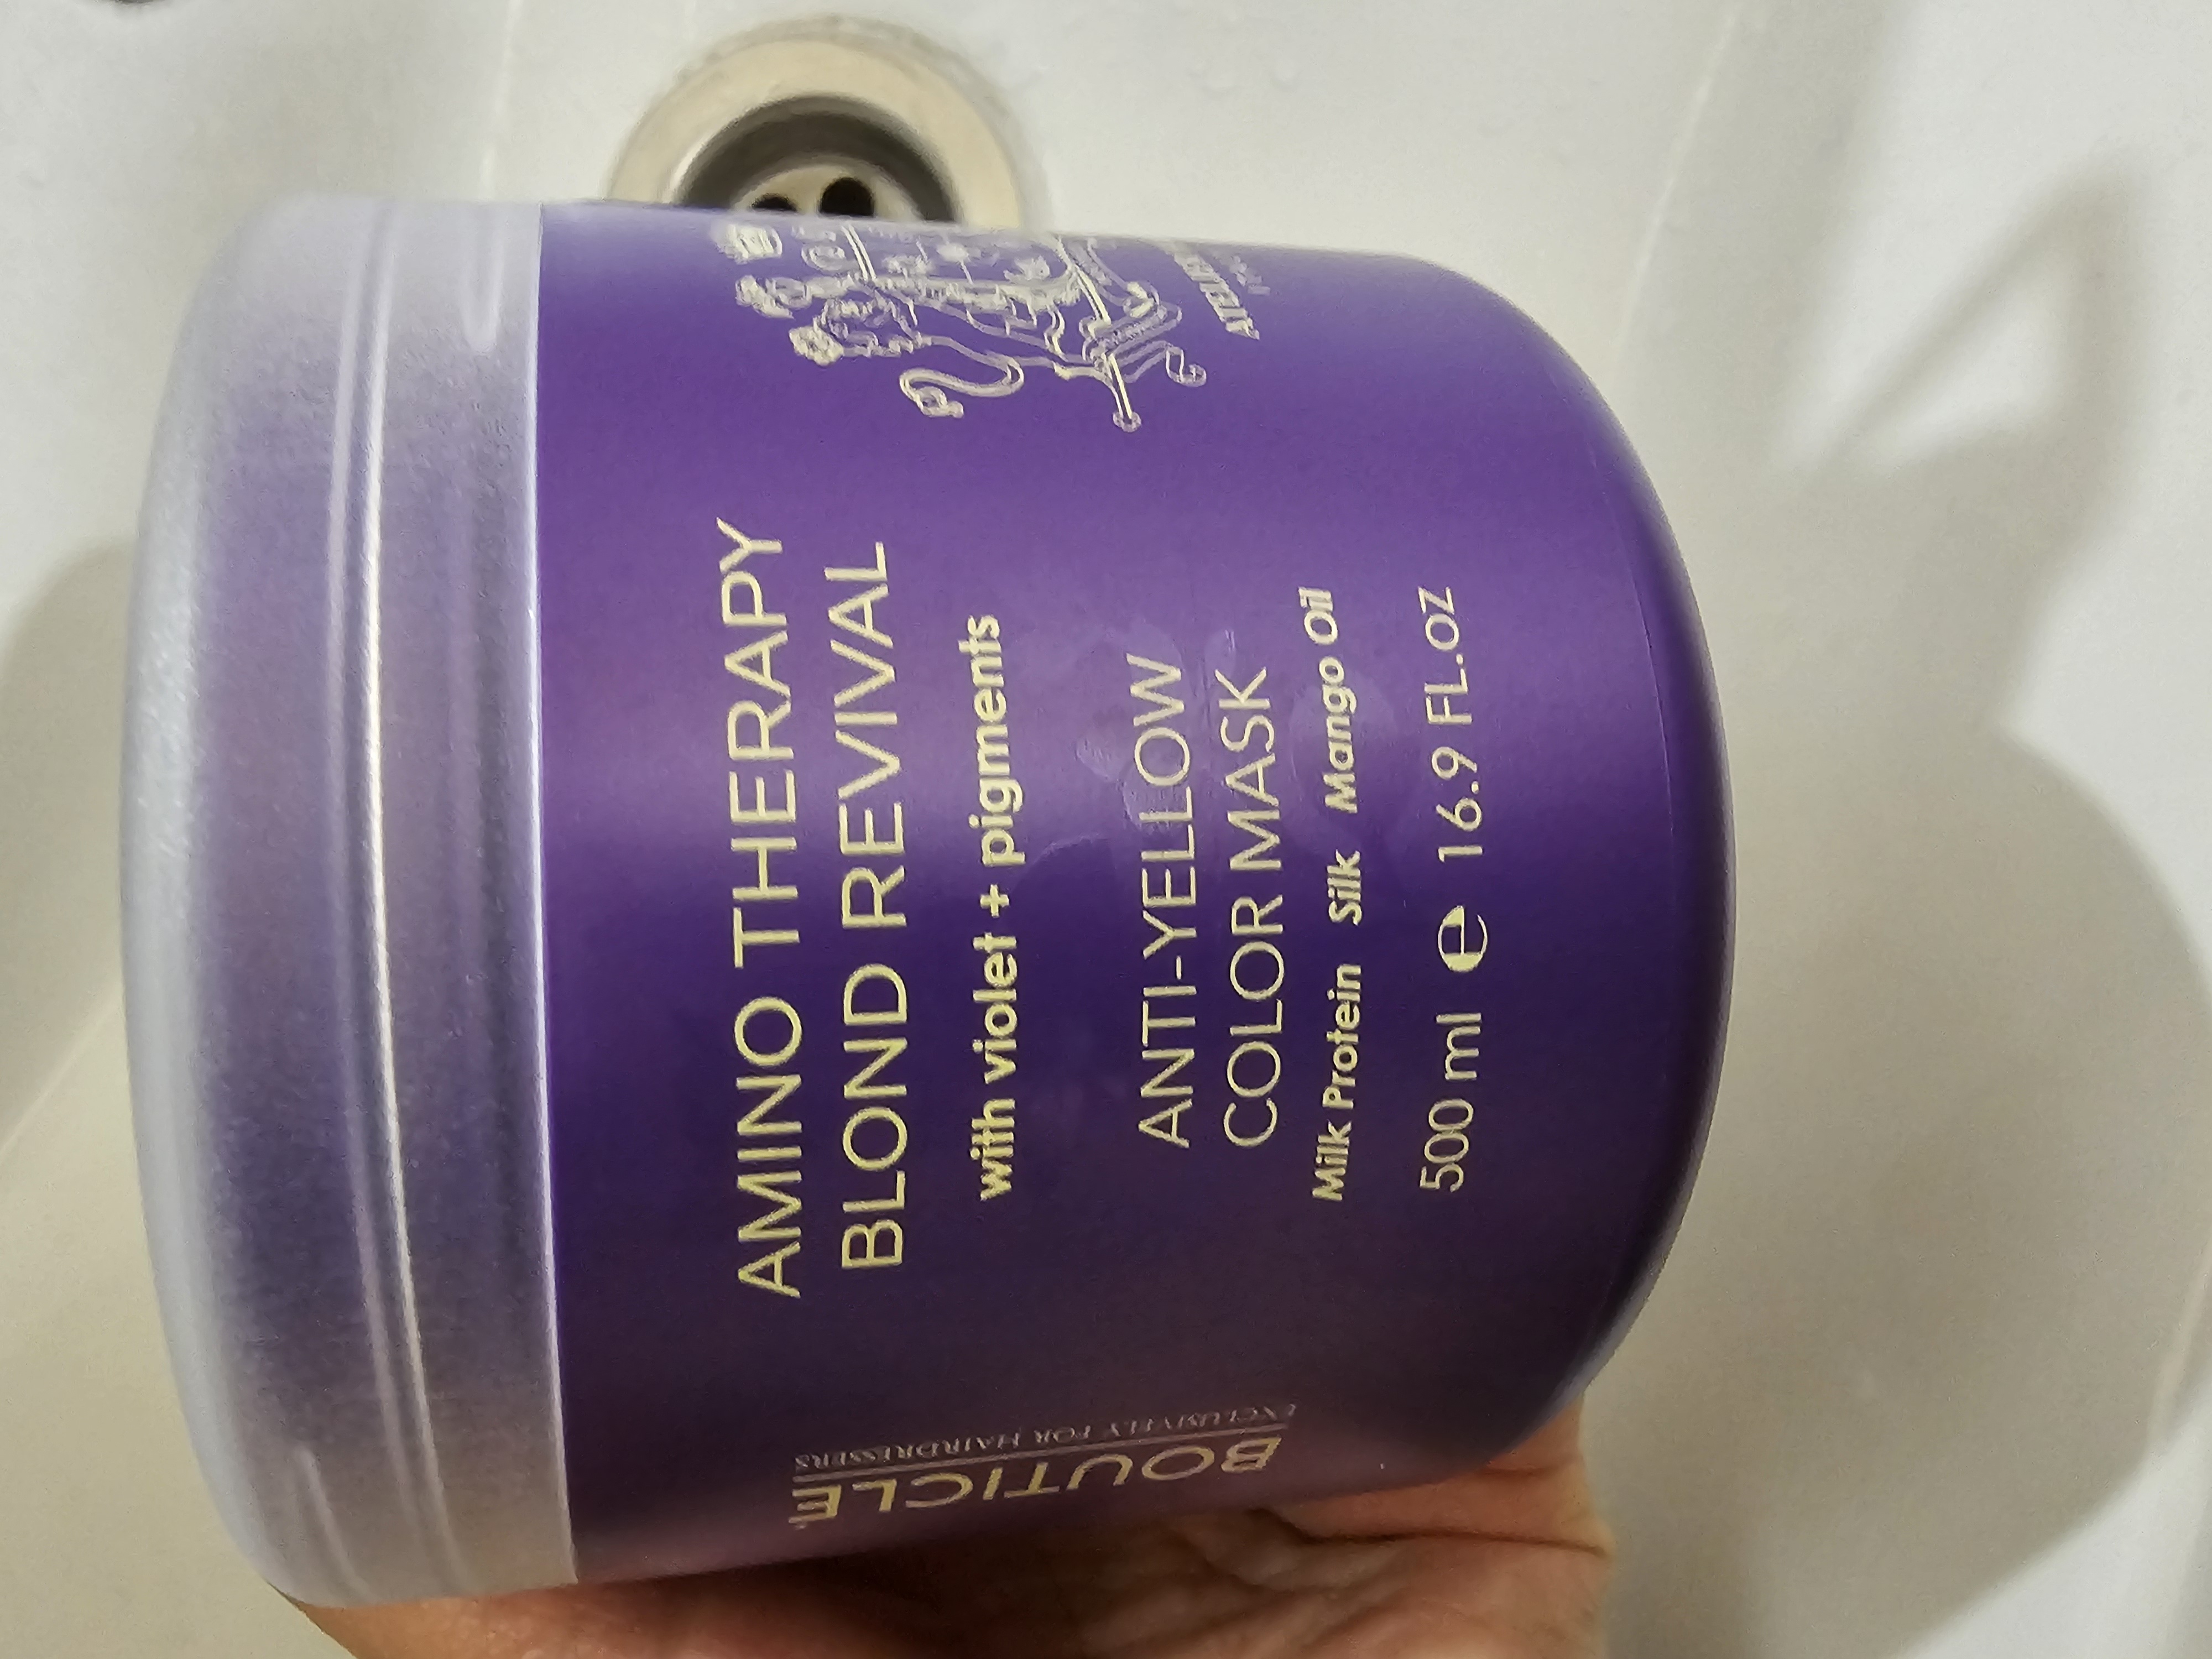 AMINO THERAPY
BLOND REVIVAL
with violet + pigments
ANTI-YELLOW
COLOR MASK
Milk Protein Silk Mango Oil
500 ml ℮ 16.9 FL.OZ
BOUTICLE
EXCLUSIVELY FOR HAIRDRESSERS